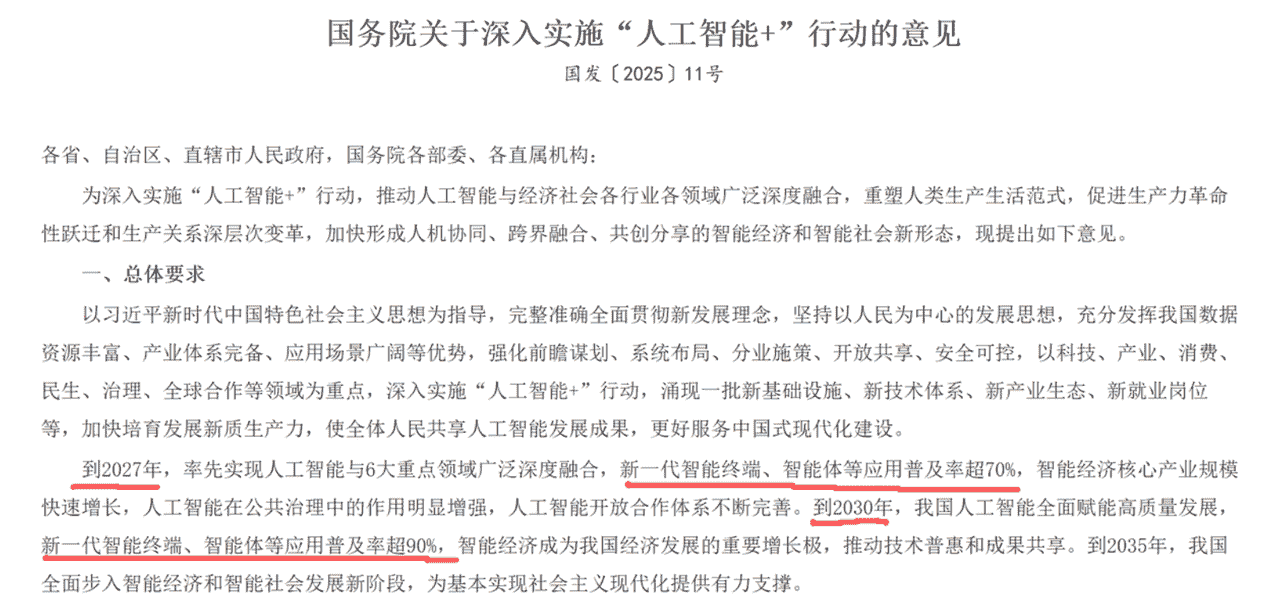 国务院关于深入实施“人工智能+”行动的意见
国发〔2025〕11号
各省、自治区、直辖市人民政府，国务院各部委、各直属机构：
为深入实施“人工智能+”行动，推动人工智能与经济社会各行业各领域广泛深度融合，重塑人类生产生活范式，促进生产力革命
性跃迁和生产关系深层次变革，加快形成人机协同、跨界融合、共创分享的智能经济和智能社会新形态，现提出如下意见。
一、总体要求
以习近平新时代中国特色社会主义思想为指导，完整准确全面贯彻新发展理念，坚持以人民为中心的发展思想，充分发挥我国数据
资源丰富、产业体系完备、应用场景广阔等优势，强化前瞻谋划、系统布局、分业施策、开放共享、安全可控，以科技、产业、消费、
民生、治理、全球合作等领域为重点，深入实施“人工智能+”行动，涌现一批新基础设施、新技术体系、新产业生态、新就业岗位
等，加快培育发展新质生产力，使全体人民共享人工智能发展成果，更好服务中国式现代化建设。
到2027年，率先实现人工智能与6大重点领域广泛深度融合，新一代智能终端、智能体等应用普及率超70%，智能经济核心产业规模
快速增长，人工智能在公共治理中的作用明显增强，人工智能开放合作体系不断完善。到2030年，我国人工智能全面赋能高质量发展，
新一代智能终端、智能体等应用普及率超90%，智能经济成为我国经济发展的重要增长极，推动技术普惠和成果共享。到2035年，我国
全面步入智能经济和智能社会发展新阶段，为基本实现社会主义现代化提供有力支撑。